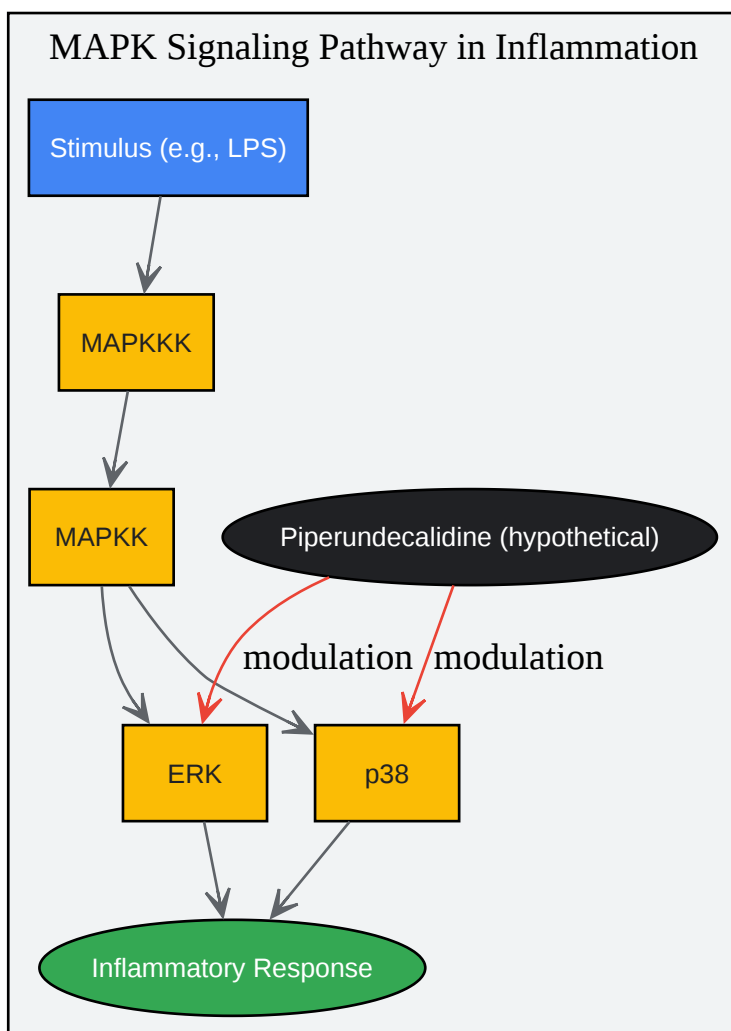 MAPK Signaling Pathway in Inflammation
Stimulus (e.g., LPS)
MAPKKK
MAPKK
Piperundecalidine (hypothetical)
modulation
modulation
ERK
p38
Inflammatory Response